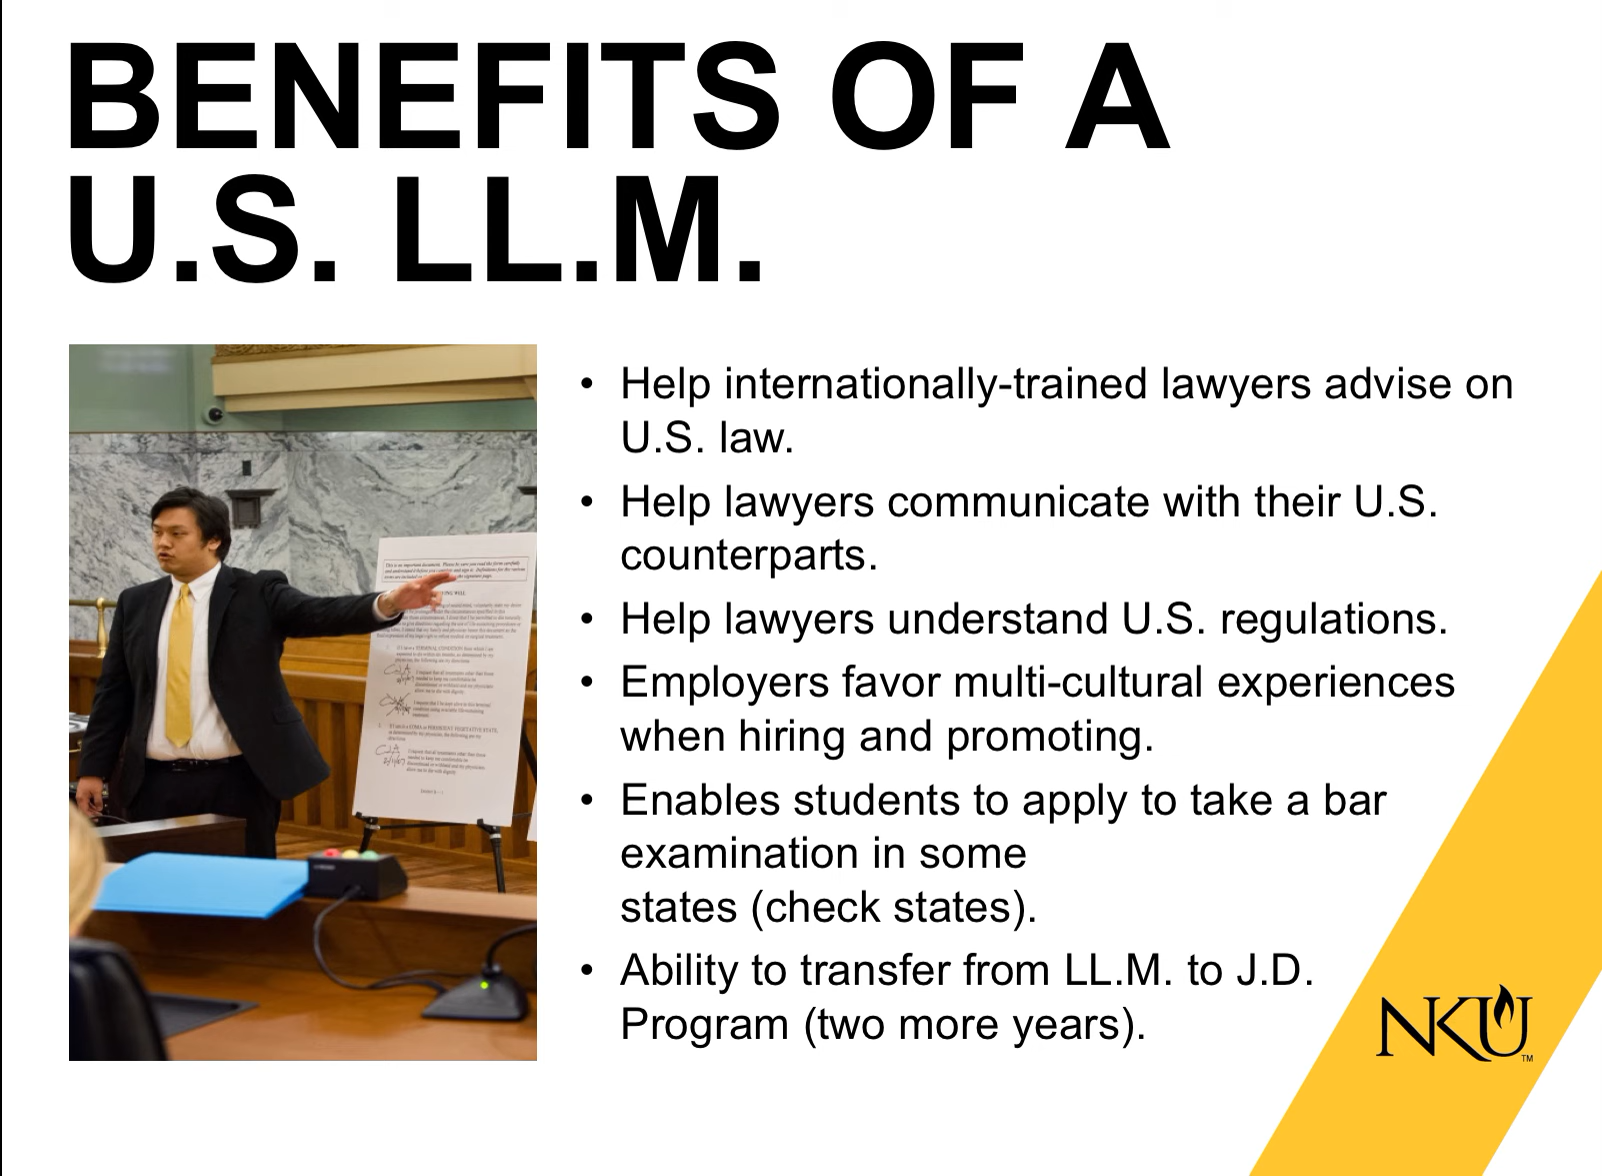 BENEFITS OF A
U.S. LL.M.
• Help internationally-trained lawyers advise on
U.S. law.
• Help lawyers communicate with their U.S.
counterparts.
• Help lawyers understand U.S. regulations.
• Employers favor multi-cultural experiences
when hiring and promoting.
• Enables students to apply to take a bar
examination in some
states (check states).
• Ability to transfer from LL.M. to J.D.
Program (two more years).
NKU
TM